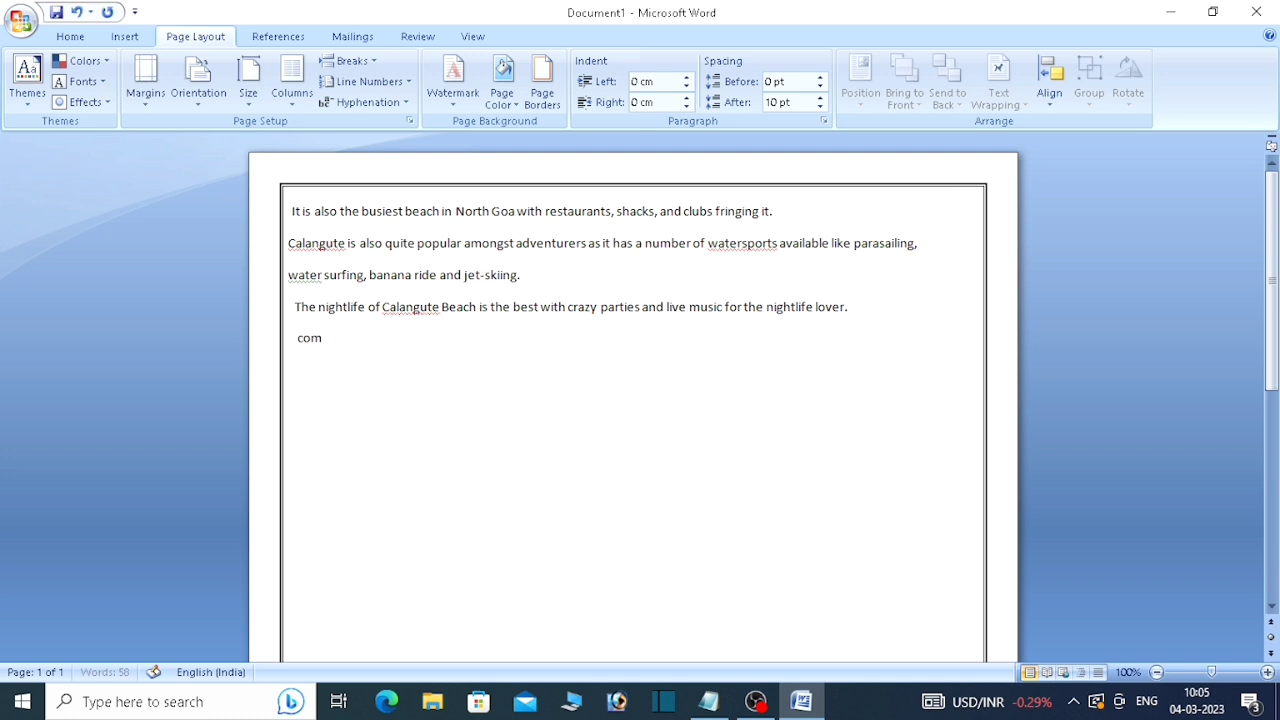 Document1 - Microsoft Word
Home Insert Page Layout References Mailings Review View
Themes Colors Fonts Effects Themes
Margins Orientation Size Columns Breaks Line Numbers Hyphenation Page Setup
Watermark Page Color Page Borders Page Background
Indent Left: 0 cm Right: 0 cm Spacing Before: 0 pt After: 10 pt Paragraph
Position Bring to Front Send to Back Text Wrapping Align Group Rotate Arrange
It is also the busiest beach in North Goa with restaurants, shacks, and clubs fringing it.
Calangute is also quite popular amongst adventurers as it has a number of watersports available like parasailing,
water surfing, banana ride and jet-skiing.
The nightlife of Calangute Beach is the best with crazy parties and live music for the nightlife lover.
com
Page: 1 of 1 Words: 58 English (India) 100%
Type here to search USD/INR -0.29% ENG 10:05
04-03-2023 3